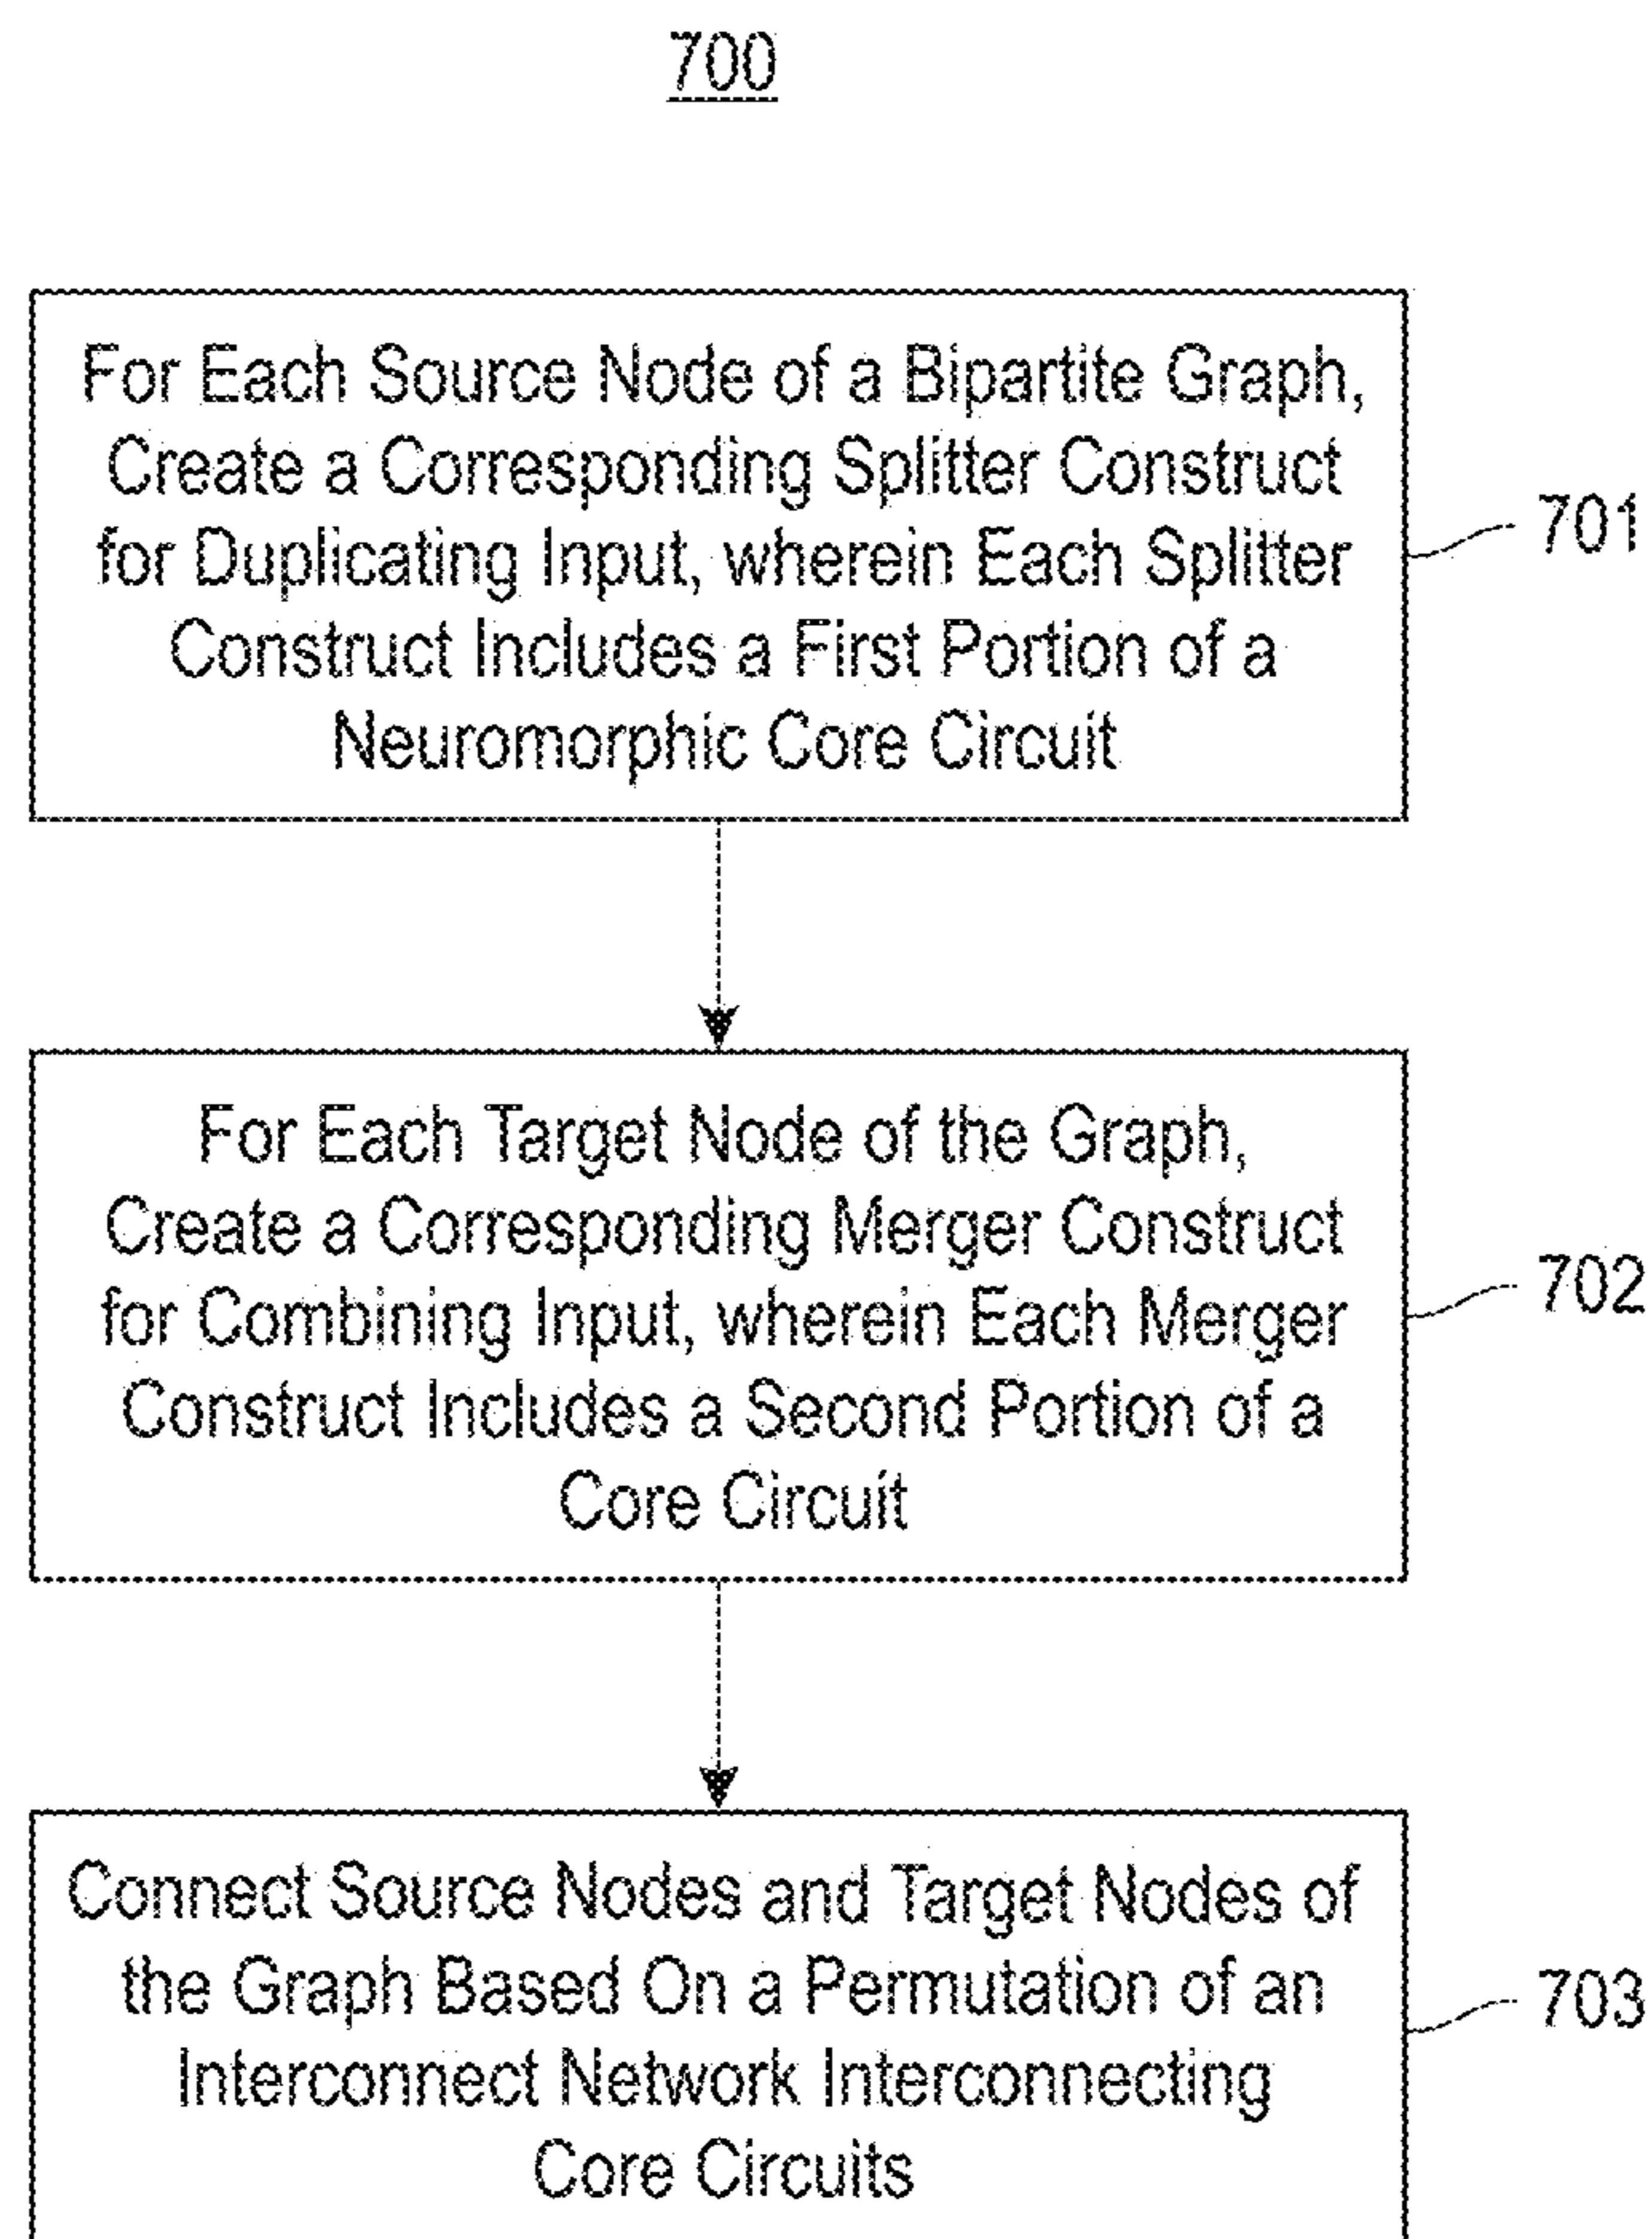 700
For Each Source Node of a Bipartite Graph,
Create a Corresponding Splitter Construct
for Duplicating Input, wherein Each Splitter
Construct Includes a First Portion of a
Neuromorphic Core Circuit
701
For Each Target Node of the Graph,
Create a Corresponding Merger Construct
for Combining Input, wherein Each Merger
Construct Includes a Second Portion of a
Core Circuit
702
Connect Source Nodes and Target Nodes of
the Graph Based On a Permutation of an
Interconnect Network Interconnecting
Core Circuits
703